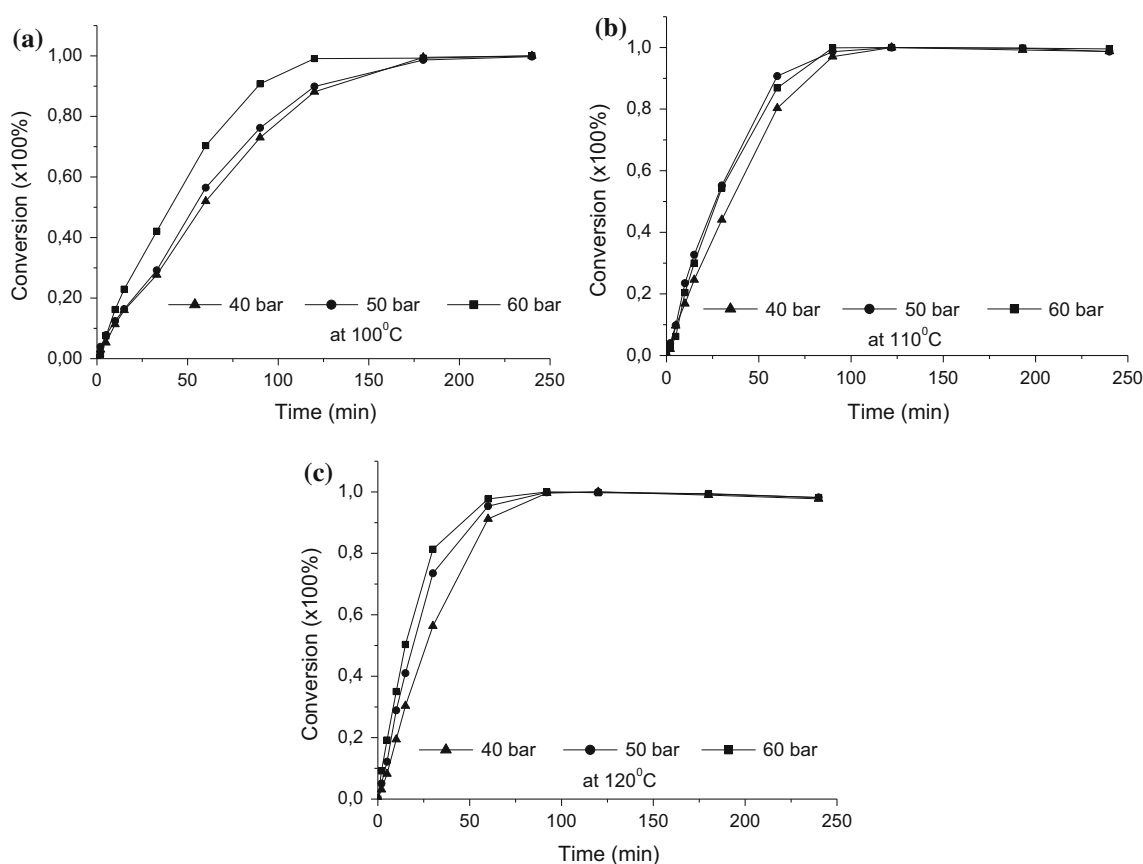 (a)
1,00
0,80
0,60
0,40
0,20
0,00
Conversion (x100%)
40 bar 50 bar 60 bar
at 100⁰C
0 50 100 150 200 250
Time (min)
(b)
1,0
0,8
0,6
0,4
0,2
0,0
Conversion (x100%)
40 bar 50 bar 60 bar
at 110⁰C
0 50 100 150 200 250
Time (min)
(c)
1,0
0,8
0,6
0,4
0,2
0,0
Conversion (x100%)
40 bar 50 bar 60 bar
at 120⁰C
0 50 100 150 200 250
Time (min)